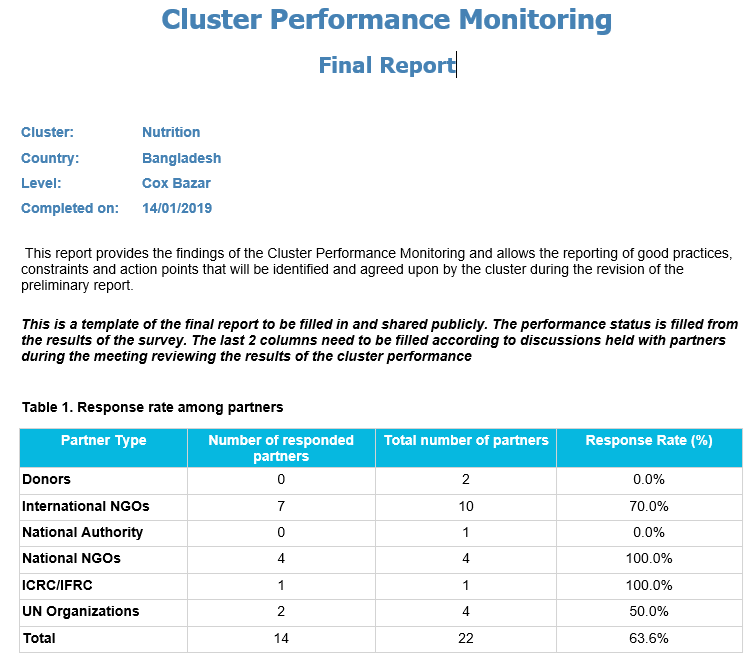 Cluster Performance Monitoring
Final Report
Cluster: Nutrition
Country: Bangladesh
Level: Cox Bazar
Completed on: 14/01/2019
This report provides the findings of the Cluster Performance Monitoring and allows the reporting of good practices,
constraints and action points that will be identified and agreed upon by the cluster during the revision of the
preliminary report.
This is a template of the final report to be filled in and shared publicly. The performance status is filled from
the results of the survey. The last 2 columns need to be filled according to discussions held with partners
during the meeting reviewing the results of the cluster performance
Table 1. Response rate among partners
Partner Type Number of responded Total number of partners Response Rate (%)
partners
Donors 0 2 0.0%
International NGOs 7 10 70.0%
National Authority 0 1 0.0%
National NGOs 4 4 100.0%
ICRC/IFRC 1 1 100.0%
UN Organizations 2 4 50.0%
Total 14 22 63.6%